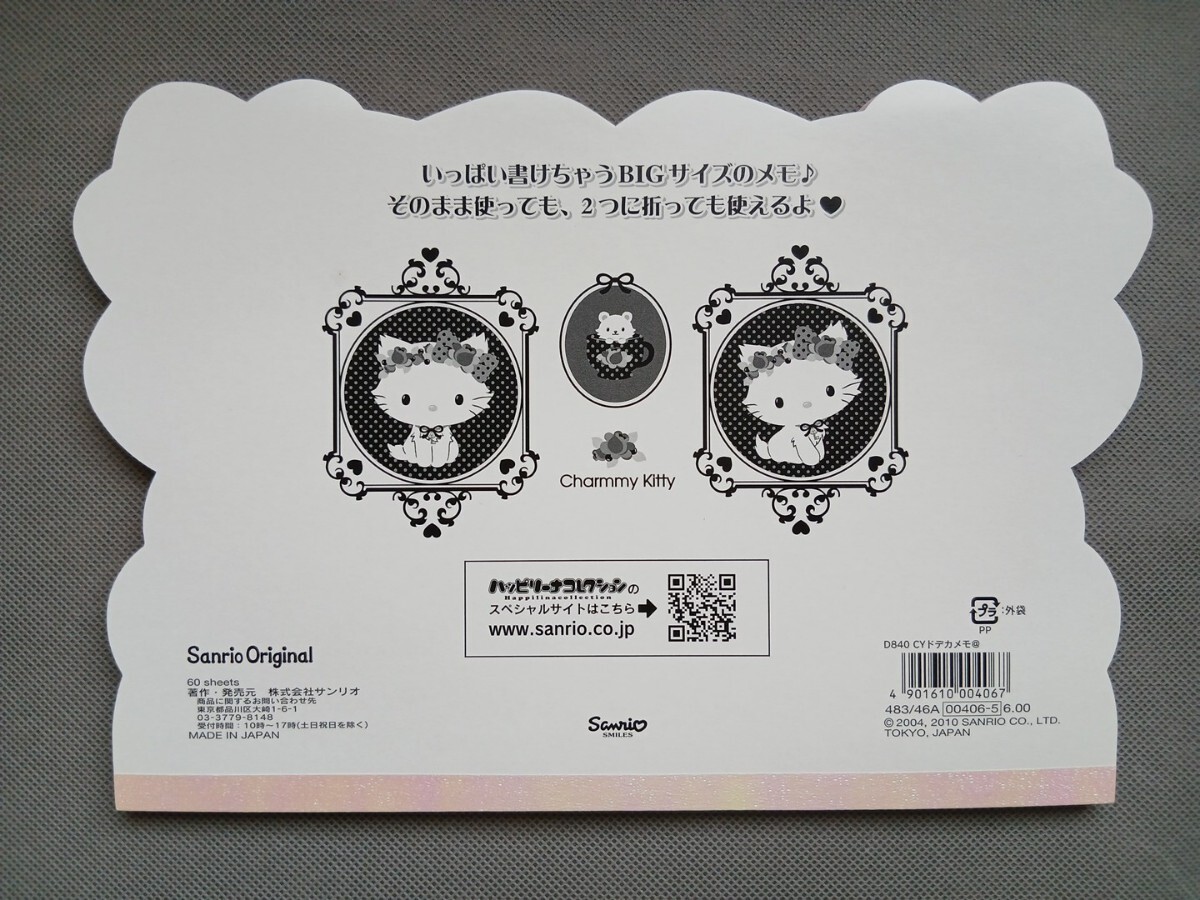 いっぱい書けちゃうBIGサイズのメモ♪
そのまま使っても、2つに折っても使えるよ♥
Charmmy Kitty
ハッピリーナコレクションの
Happilinacollection
スペシャルサイトはこちら➡
www.sanrio.co.jp
プラ:外袋
PP
Sanrio Original
60 sheets
著作・発売元 株式会社サンリオ
商品に関するお問い合わせ先
東京都品川区大崎1-6-1
03-3779-8148
受付時間:10時〜17時(土日祝日を除く)
MADE IN JAPAN
Sanrio
SMILES
D840 CYドデカメモ@
4 901610 004067
483/46A 00406-5 6.00
© 2004, 2010 SANRIO CO., LTD.
TOKYO, JAPAN